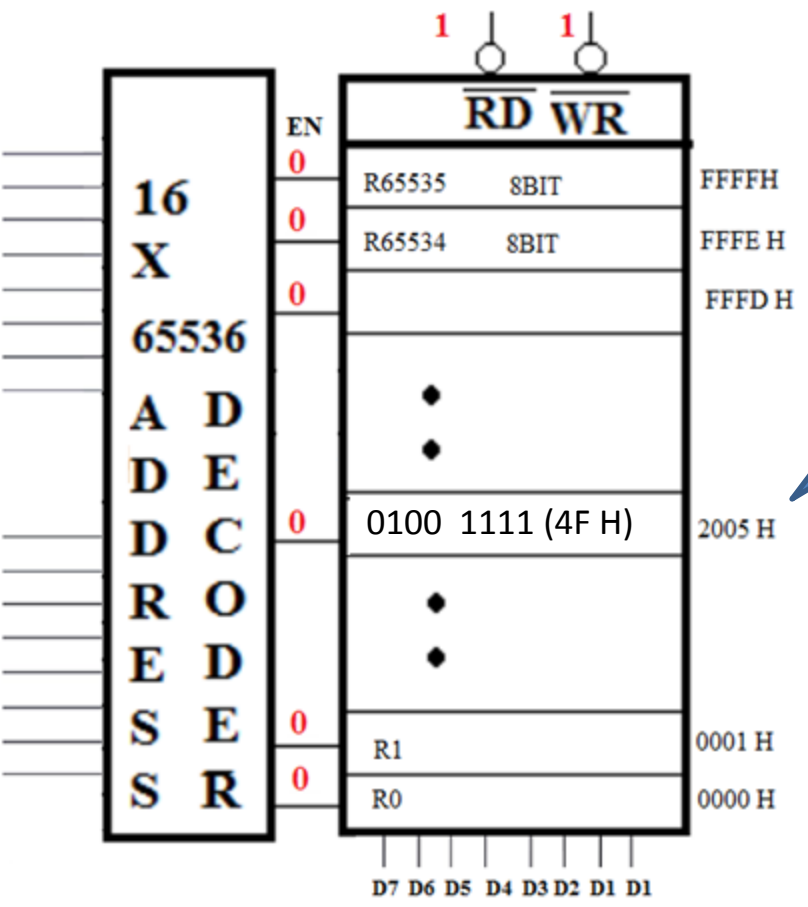 1 1
RD WR
EN
0
R65535 8BIT
FFFFH
0
R65534 8BIT
FFFE H
0
FFFD H
16
X
65536
A D
D E
D C
R O
E D
S E
S R
0
0100 1111 (4F H)
2005 H
0
R1
0001 H
0
R0
0000 H
D7 D6 D5 D4 D3 D2 D1 D1